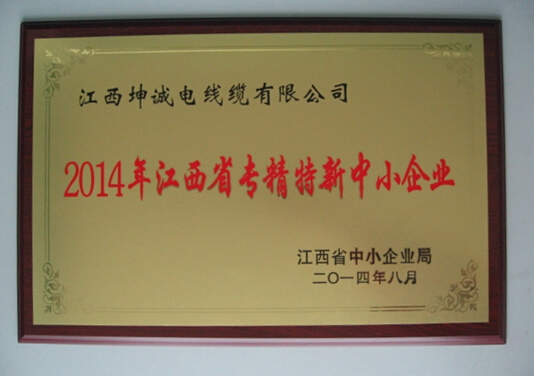 江西坤诚电线缆有限公司
2014年江西省专精特新中小企业
江西省中小企业局
二〇一四年八月